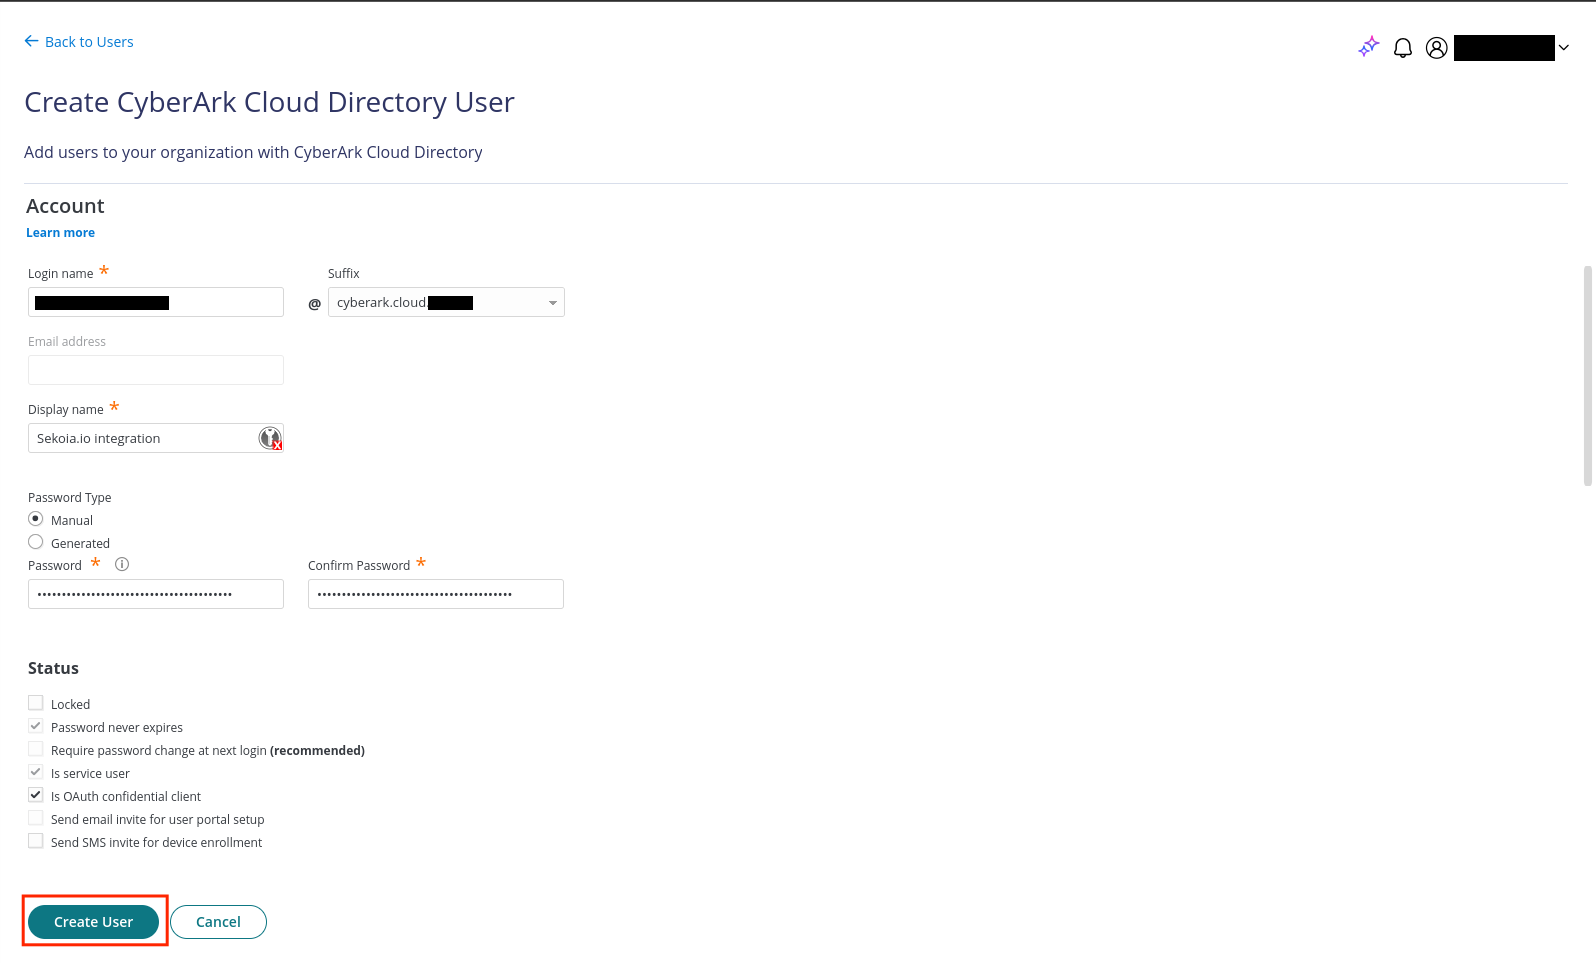 Back to Users
Create CyberArk Cloud Directory User
Add users to your organization with CyberArk Cloud Directory
Account
Learn more
Login name * Suffix
@ cyberark.cloud.
Email address
Display name *
Sekoia.io integration
Password Type
Manual
Generated
Password * Confirm Password *
•••••••••••••••••••••••••••••••••••••••• ••••••••••••••••••••••••••••••••••••••••
Status
Locked
Password never expires
Require password change at next login (recommended)
Is service user
Is OAuth confidential client
Send email invite for user portal setup
Send SMS invite for device enrollment
Create User Cancel